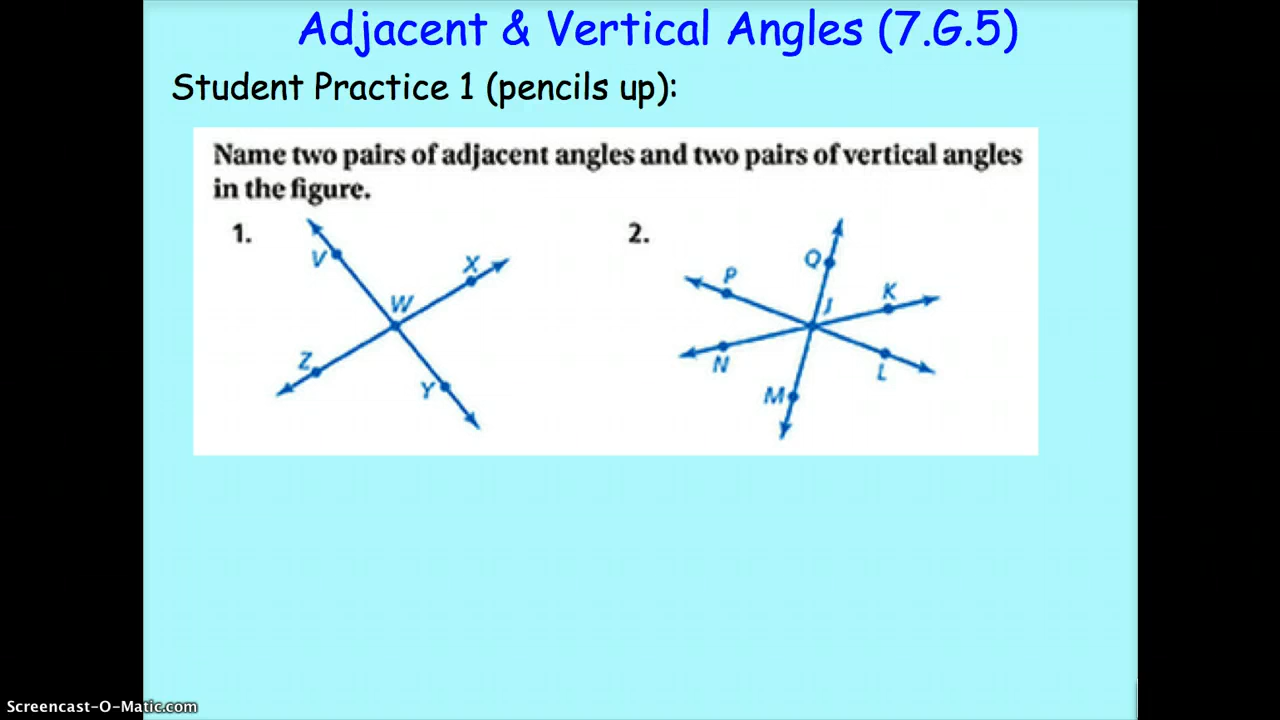 Adjacent & Vertical Angles (7.G.5)
Student Practice 1 (pencils up):
Name two pairs of adjacent angles and two pairs of vertical angles
in the figure.
1.
V
X
W
Z
Y
2.
Q
P
J
K
N
L
M
Screencast-O-Matic.com